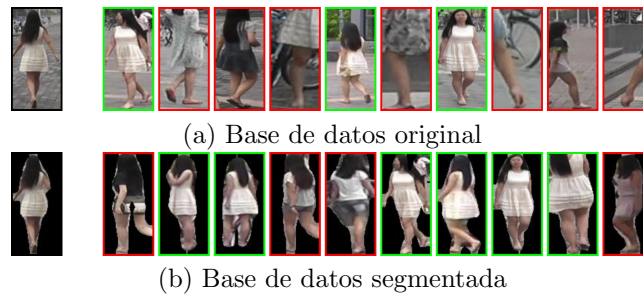 (a) Base de datos original
(b) Base de datos segmentada